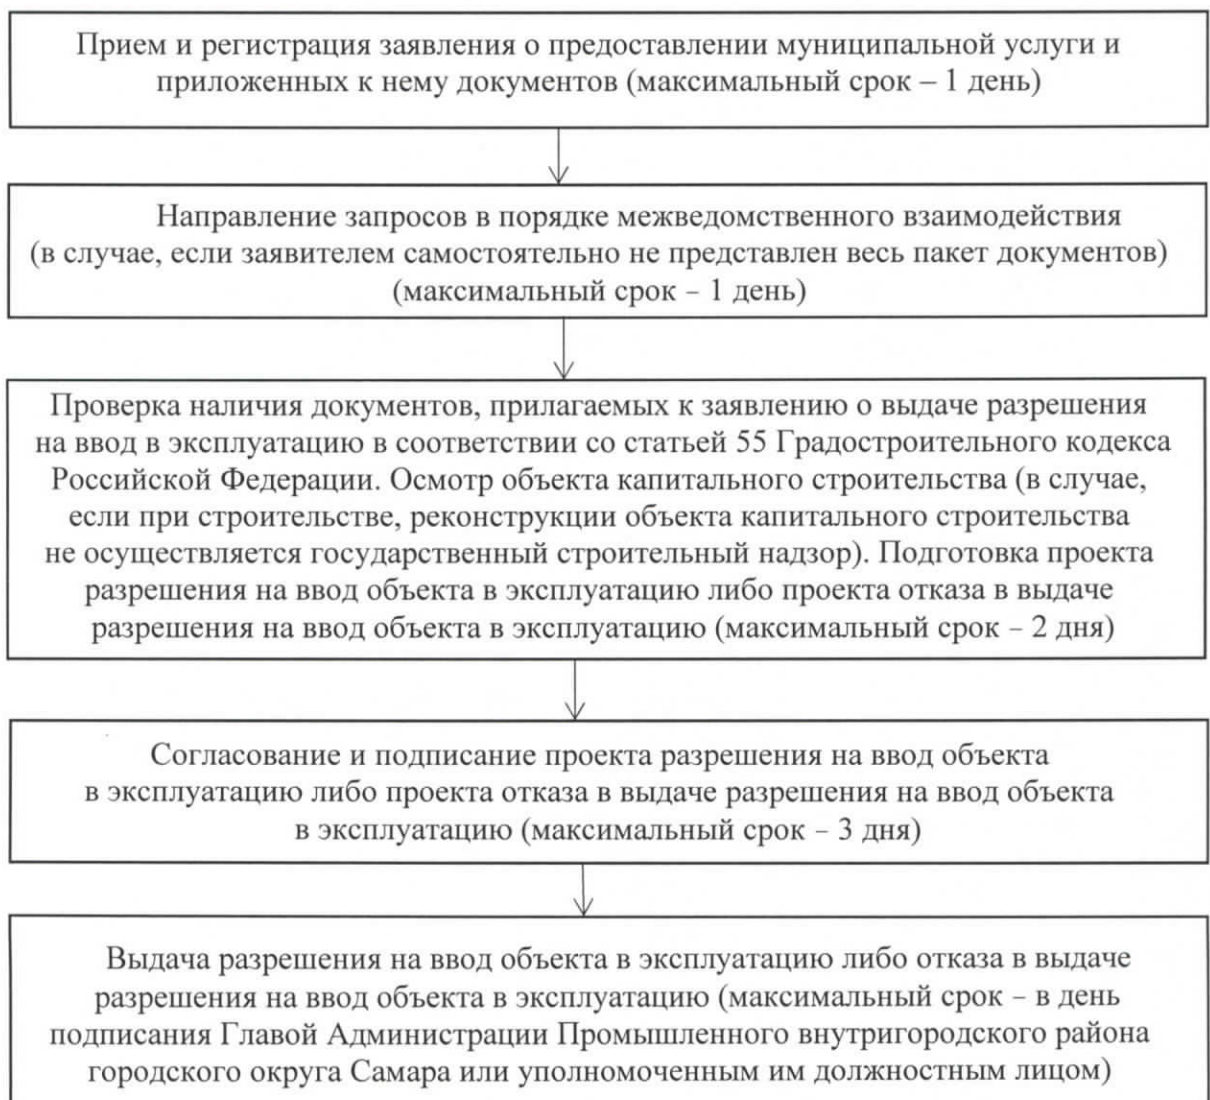 Прием и регистрация заявления о предоставлении муниципальной услуги и
приложенных к нему документов (максимальный срок – 1 день)
Направление запросов в порядке межведомственного взаимодействия
(в случае, если заявителем самостоятельно не представлен весь пакет документов)
(максимальный срок – 1 день)
Проверка наличия документов, прилагаемых к заявлению о выдаче разрешения
на ввод в эксплуатацию в соответствии со статьей 55 Градостроительного кодекса
Российской Федерации. Осмотр объекта капитального строительства (в случае,
если при строительстве, реконструкции объекта капитального строительства
не осуществляется государственный строительный надзор). Подготовка проекта
разрешения на ввод объекта в эксплуатацию либо проекта отказа в выдаче
разрешения на ввод объекта в эксплуатацию (максимальный срок – 2 дня)
Согласование и подписание проекта разрешения на ввод объекта
в эксплуатацию либо проекта отказа в выдаче разрешения на ввод объекта
в эксплуатацию (максимальный срок – 3 дня)
Выдача разрешения на ввод объекта в эксплуатацию либо отказа в выдаче
разрешения на ввод объекта в эксплуатацию (максимальный срок – в день
подписания Главой Администрации Промышленного внутригородского района
городского округа Самара или уполномоченным им должностным лицом)